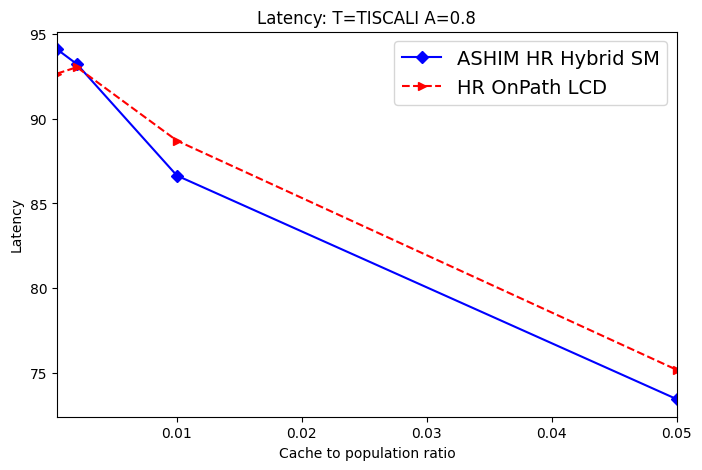 Latency: T=TISCALI A=0.8
ASHIM HR Hybrid SM
HR OnPath LCD
Latency
95
90
85
80
75
0.01
0.02
0.03
0.04
0.05
Cache to population ratio